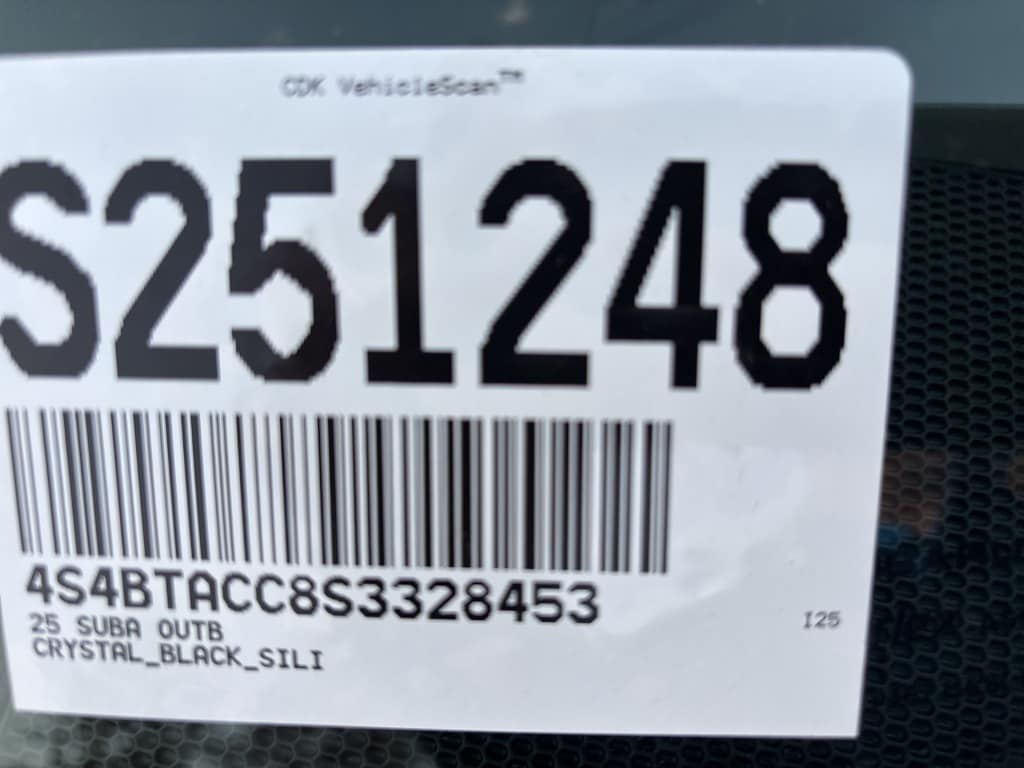 CDK VehicleScan™
S251248
4S4BTACC8S3328453
25 SUBA OUTB
CRYSTAL_BLACK_SILI
I25